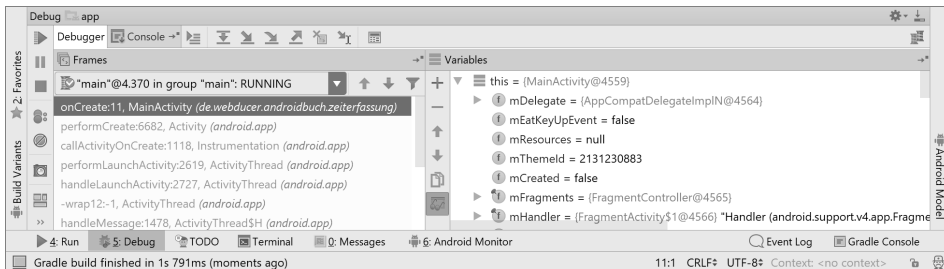 Debug app
Debugger Console →*
Frames →*
"main"@4.370 in group "main": RUNNING
onCreate:11, MainActivity (de.webducer.androidbuch.zeiterfassung)
performCreate:6682, Activity (android.app)
callActivityOnCreate:1118, Instrumentation (android.app)
performLaunchActivity:2619, ActivityThread (android.app)
handleLaunchActivity:2727, ActivityThread (android.app)
-wrap12:-1, ActivityThread (android.app)
handleMessage:1478, ActivityThread$H (android.app)
Variables →*
this = {MainActivity@4559}
mDelegate = {AppCompatDelegateImplN@4564}
mEatKeyUpEvent = false
mResources = null
mThemeId = 2131230883
mCreated = false
mFragments = {FragmentController@4565}
mHandler = {FragmentActivity$1@4566} "Handler (android.support.v4.app.Fragme
2: Favorites
Build Variants
Android Model
4: Run 5: Debug TODO Terminal 0: Messages 6: Android Monitor Event Log Gradle Console
Gradle build finished in 1s 791ms (moments ago) 11:1 CRLF UTF-8 Context: <no context>